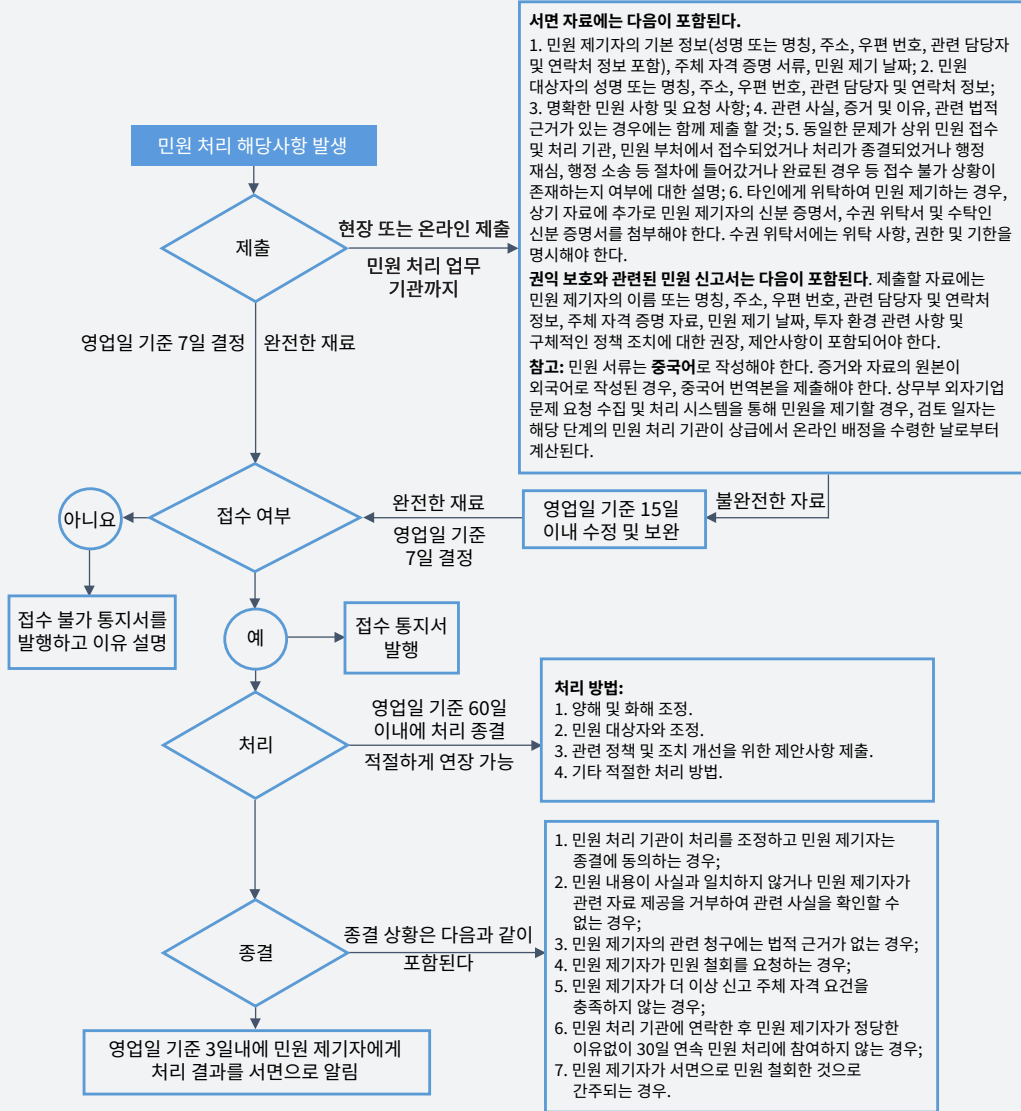 서면 자료에는 다음이 포함된다.
1. 민원 제기자의 기본 정보(성명 또는 명칭, 주소, 우편 번호, 관련 담당자
및 연락처 정보 포함), 주체 자격 증명 서류, 민원 제기 날짜; 2. 민원
대상자의 성명 또는 명칭, 주소, 우편 번호, 관련 담당자 및 연락처 정보;
3. 명확한 민원 사항 및 요청 사항; 4. 관련 사실, 증거 및 이유, 관련 법적
근거가 있는 경우에는 함께 제출 할 것; 5. 동일한 문제가 상위 민원 접수
및 처리 기관, 민원 부처에서 접수되었거나 처리가 종결되었거나 행정
재심, 행정 소송 등 절차에 들어갔거나 완료된 경우 등 접수 불가 상황이
존재하는지 여부에 대한 설명; 6. 타인에게 위탁하여 민원 제기하는 경우,
상기 자료에 추가로 민원 제기자의 신분 증명서, 수권 위탁서 및 수탁인
신분 증명서를 첨부해야 한다. 수권 위탁서에는 위탁 사항, 권한 및 기한을
명시해야 한다.
권익 보호와 관련된 민원 신고서는 다음이 포함된다. 제출할 자료에는
민원 제기자의 이름 또는 명칭, 주소, 우편 번호, 관련 담당자 및 연락처
정보, 주체 자격 증명 자료, 민원 제기 날짜, 투자 환경 관련 사항 및
구체적인 정책 조치에 대한 권장, 제안사항이 포함되어야 한다.
참고: 민원 서류는 중국어로 작성해야 한다. 증거와 자료의 원본이
외국어로 작성된 경우, 중국어 번역본을 제출해야 한다. 상무부 외자기업
문제 요청 수집 및 처리 시스템을 통해 민원을 제기할 경우, 검토 일자는
해당 단계의 민원 처리 기관이 상급에서 온라인 배정을 수령한 날로부터
계산된다.
민원 처리 해당사항 발생
제출
현장 또는 온라인 제출
민원 처리 업무
기관까지
영업일 기준 7일 결정
완전한 재료
아니요
접수 여부
완전한 재료
영업일 기준
7일 결정
영업일 기준 15일
이내 수정 및 보완
불완전한 자료
접수 불가 통지서를
발행하고 이유 설명
예
접수 통지서
발행
처리
영업일 기준 60일
이내에 처리 종결
적절하게 연장 가능
처리 방법:
1. 양해 및 화해 조정.
2. 민원 대상자와 조정.
3. 관련 정책 및 조치 개선을 위한 제안사항 제출.
4. 기타 적절한 처리 방법.
종결
종결 상황은 다음과 같이
포함된다
1. 민원 처리 기관이 처리를 조정하고 민원 제기자는
종결에 동의하는 경우;
2. 민원 내용이 사실과 일치하지 않거나 민원 제기자가
관련 자료 제공을 거부하여 관련 사실을 확인할 수
없는 경우;
3. 민원 제기자의 관련 청구에는 법적 근거가 없는 경우;
4. 민원 제기자가 민원 철회를 요청하는 경우;
5. 민원 제기자가 더 이상 신고 주체 자격 요건을
충족하지 않는 경우;
6. 민원 처리 기관에 연락한 후 민원 제기자가 정당한
이유없이 30일 연속 민원 처리에 참여하지 않는 경우;
7. 민원 제기자가 서면으로 민원 철회한 것으로
간주되는 경우.
영업일 기준 3일내에 민원 제기자에게
처리 결과를 서면으로 알림